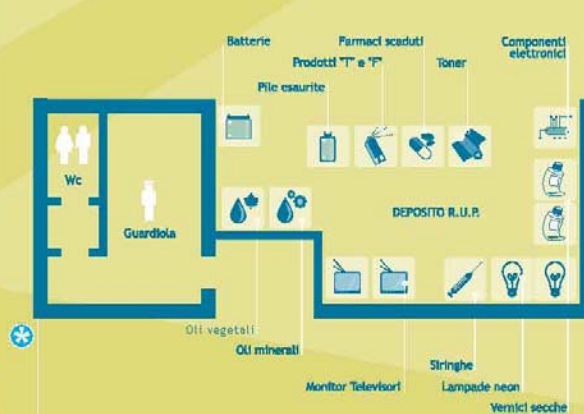 Batterie
Farmaci scaduti
Componenti
elettronici
Prodotti "T" e "F"
Toner
Pile esaurite
Wc
Guardiola
DEPOSITO R.U.P.
Oli vegetali
Oli minerali
Siringhe
Monitor Televisori
Lampade neon
Vernici secche